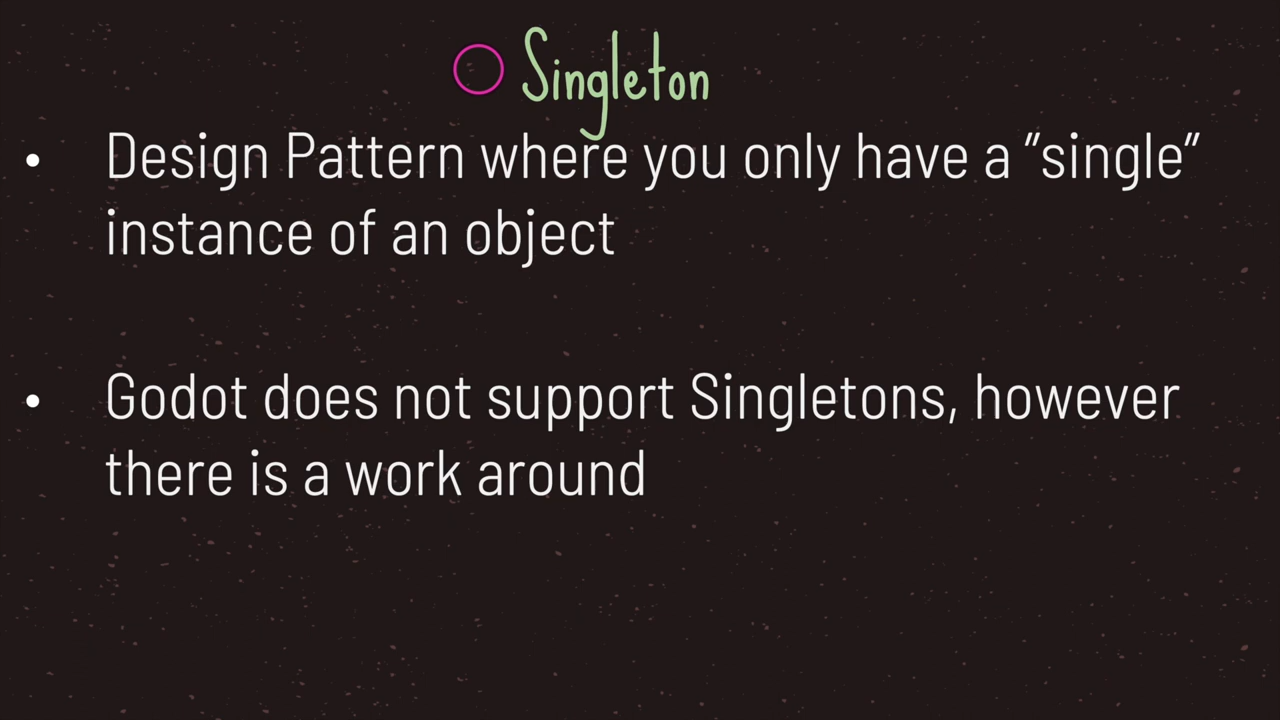 Singleton
• Design Pattern where you only have a "single"
instance of an object
• Godot does not support Singletons, however
there is a work around